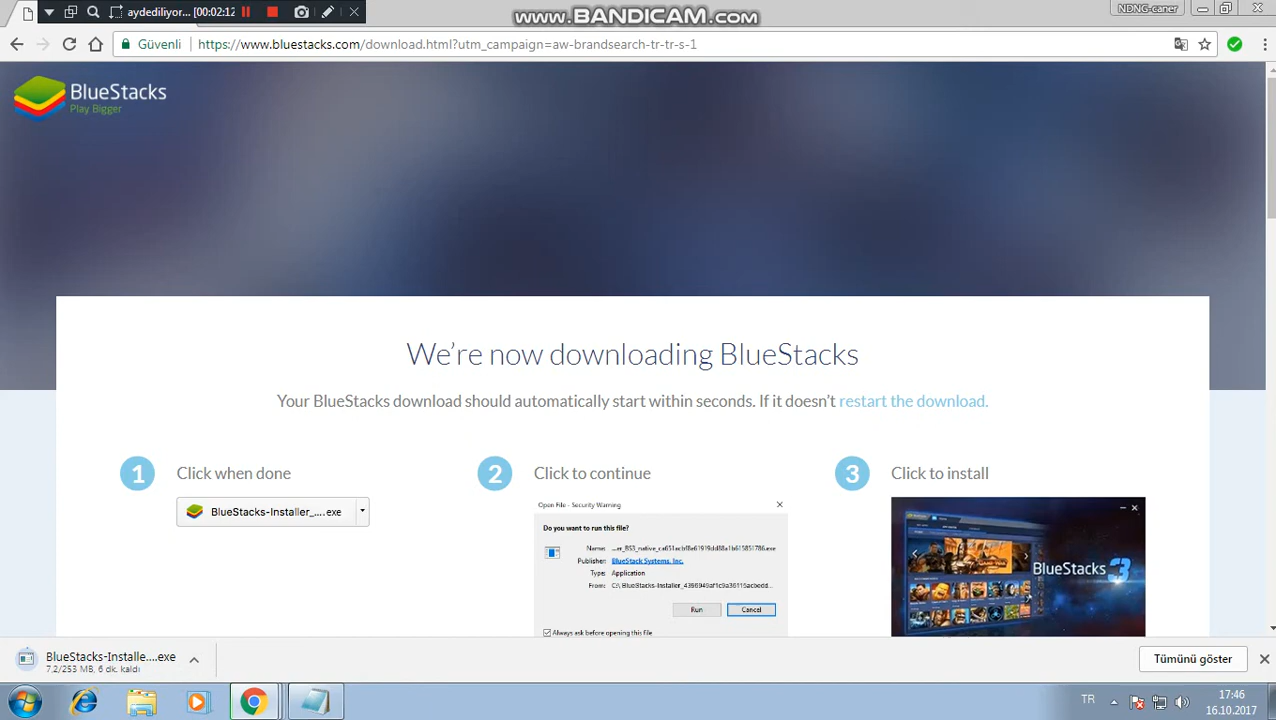 aydediliyor... [00:02:12]
www.BANDICAM.com
NDNG-carer
Güvenli
https://www.bluestacks.com/download.html?utm_campaign=aw-brandsearch-tr-tr-s-1
BlueStacks
Play Bigger
We're now downloading BlueStacks
Your BlueStacks download should automatically start within seconds. If it doesn't restart the download.
1 Click when done
BlueStacks-Installer_....exe
2 Click to continue
Open File - Security Warning
Do you want to run this file?
Name: ...er_BS3_native_ca651acbf8e61919dd88a1b615851786.exe
Publisher: BlueStack Systems, Inc.
Type: Application
From: C:\ BlueStacks-Installer_4396949af1c9a36115acbedd...
Run
Cancel
Always ask before opening this file
3 Click to install
BlueStacks 3
BlueStacks-Installe....exe
7,2/253 MB, 6 dk. kaldı
Tümünü göster
TR
17:46
16.10.2017